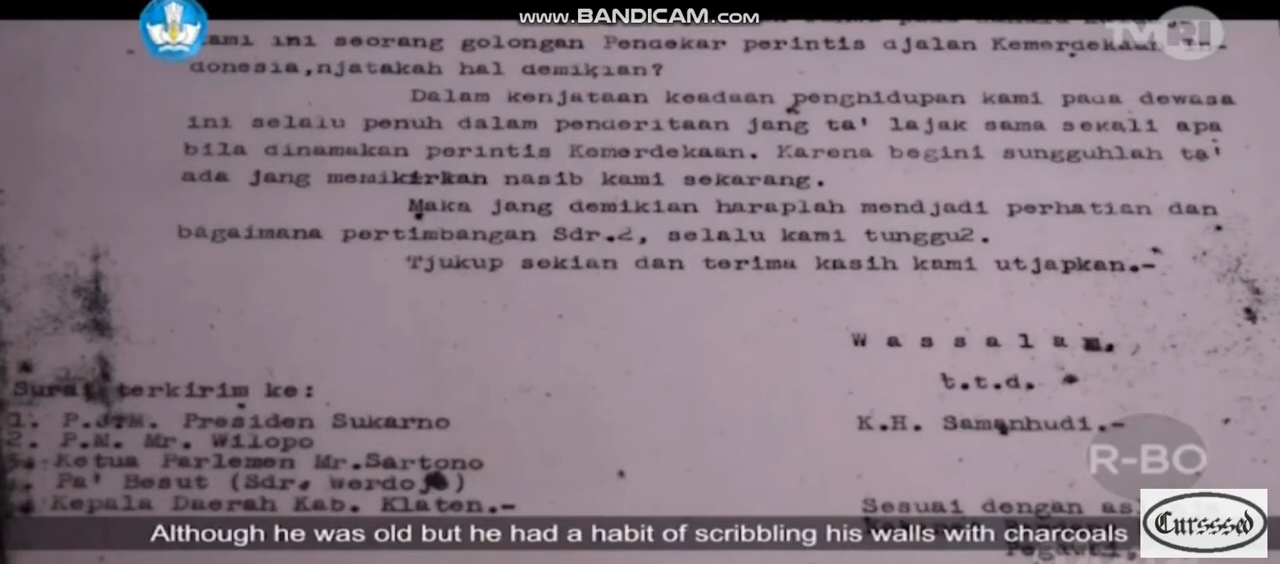 www.BANDICAM.com
TVRI
kami ini seorang golongan Pendekar perintis djalan Kemerdekaan In-
donesia,njatakah hal demikian?
Dalam kenjataan keadaan penghidupan kami pada dewasa
ini selalu penuh dalam penderitaan jang ta' lajak sama sekali apa
bila dinamakan perintis Kemerdekaan. Karena begini sungguhlah ta'
ada jang memikirkan nasib kami sekarang.
Maka jang demikian haraplah mendjadi perhatian dan
bagaimana pertimbangan Sdr.2, selalu kami tunggu2.
Tjukup sekian dan terima kasih kami utjapkan.-
W a s s a l a m.
t.t.d.
K.H. Samanhudi.-
Surat terkirim ke:
1. P.J.M. Presiden Sukarno
2. P.M. Mr. Wilopo
3. Ketua Parlemen Mr.Sartono
Pa' Besut (Sdr. Werdojo)
Kepala Daerah Kab. Klaten.-
Sesuai dengan as
R-BO
Cursssed
Although he was old but he had a habit of scribbling his walls with charcoals